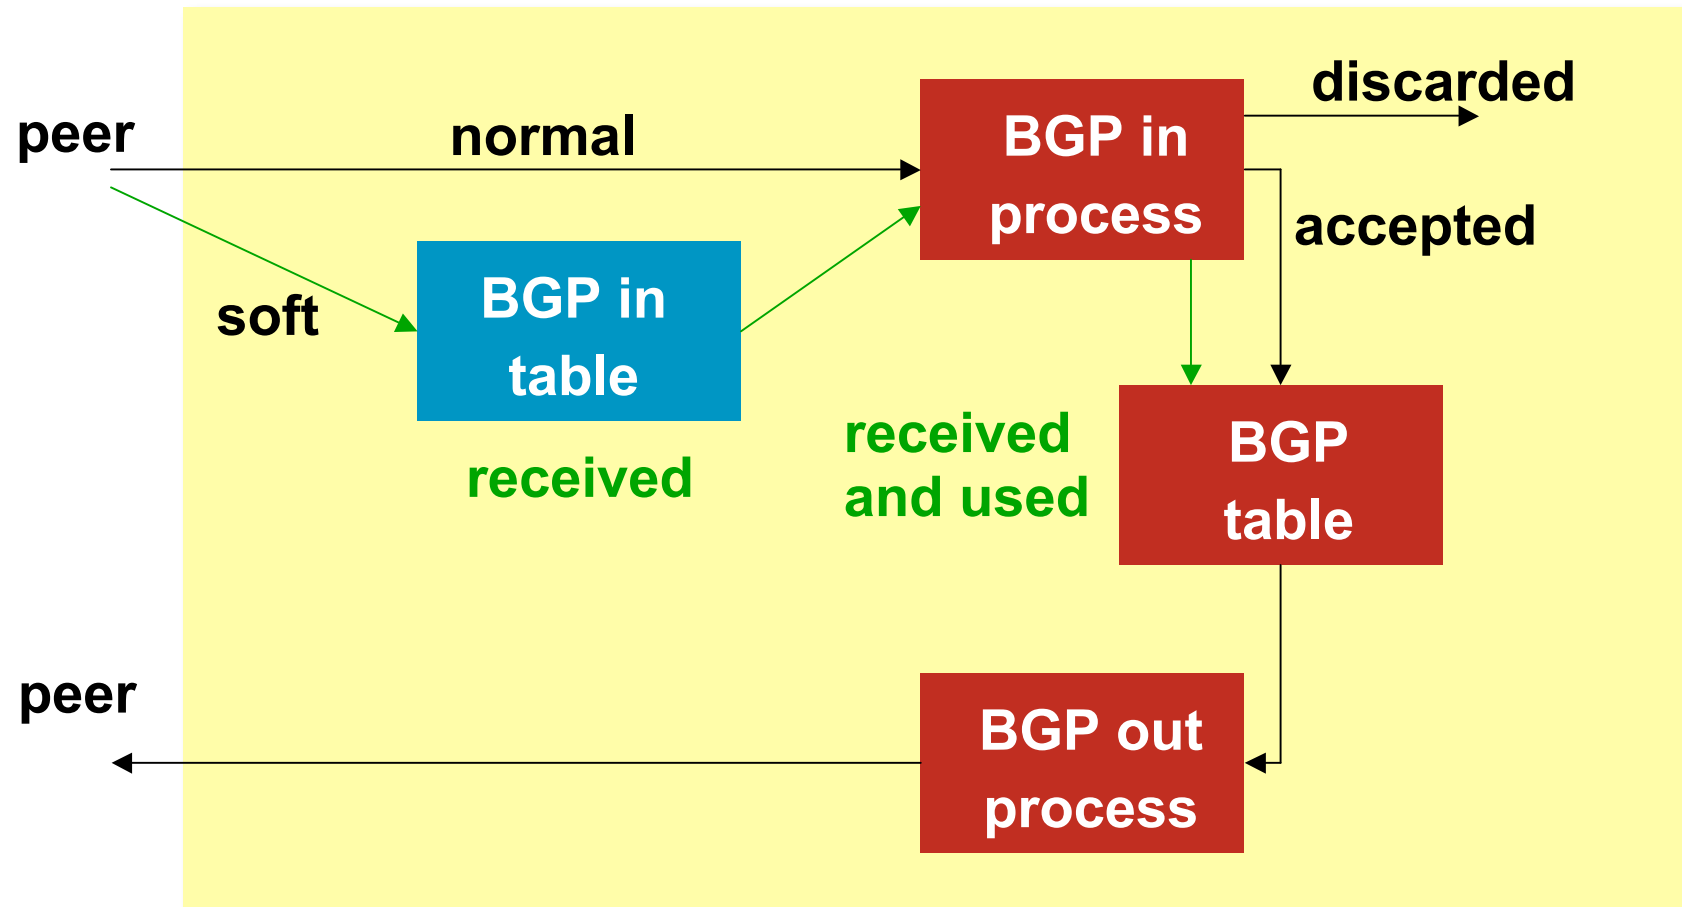 peer
normal
BGP in
process
discarded
accepted
soft
BGP in
table
received
received
and used
BGP
table
peer
BGP out
process